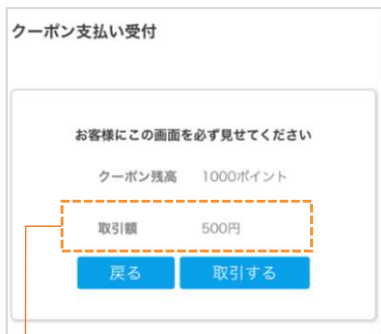 クーポン支払い受付
お客様にこの画面を必ず見せてください
クーポン残高 1000ポイント
取引額 500円
戻る 取引する